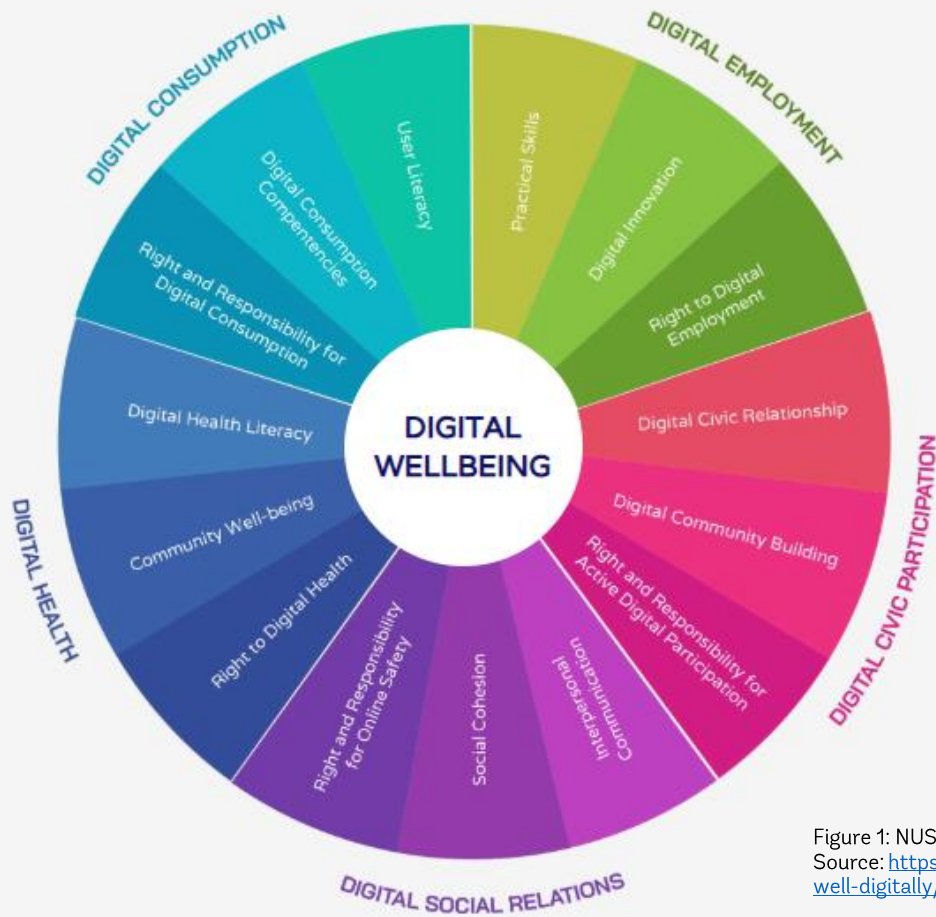 DIGITAL CONSUMPTION
DIGITAL EMPLOYMENT
User Literacy
Digital Consumption
Compentencies
Right and Responsibility for
Digital Consumption
Practical Skills
Digital Innovation
Right to Digital
Employment
Digital Health Literacy
Community Well-being
Right to Digital Health
DIGITAL HEALTH
DIGITAL
WELLBEING
Digital Civic Relationship
Digital Community Building
Right and Responsibility for
Active Digital Participation
DIGITAL CIVIC PARTICIPATION
Right and Responsibility
for Online Safety
Social Cohesion
Interpersonal
Communication
DIGITAL SOCIAL RELATIONS
Figure 1: NUS
Source: https
well-digitally/